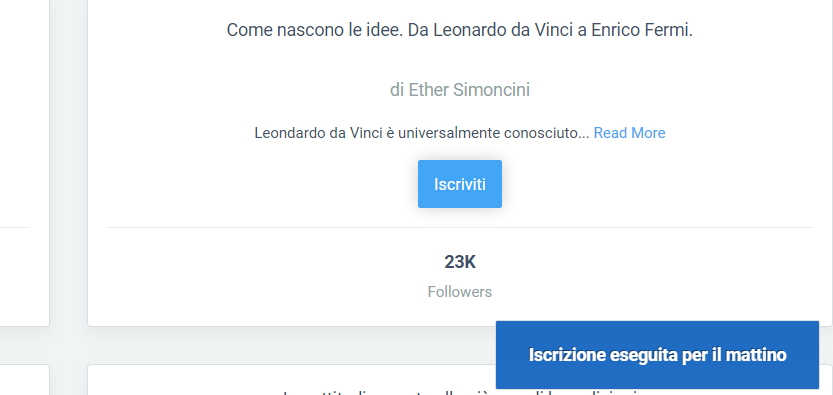 Come nascono le idee. Da Leonardo da Vinci a Enrico Fermi.
di Ether Simoncini
Leondardo da Vinci è universalmente conosciuto... Read More
Iscriviti
23K
Followers
Iscrizione eseguita per il mattino